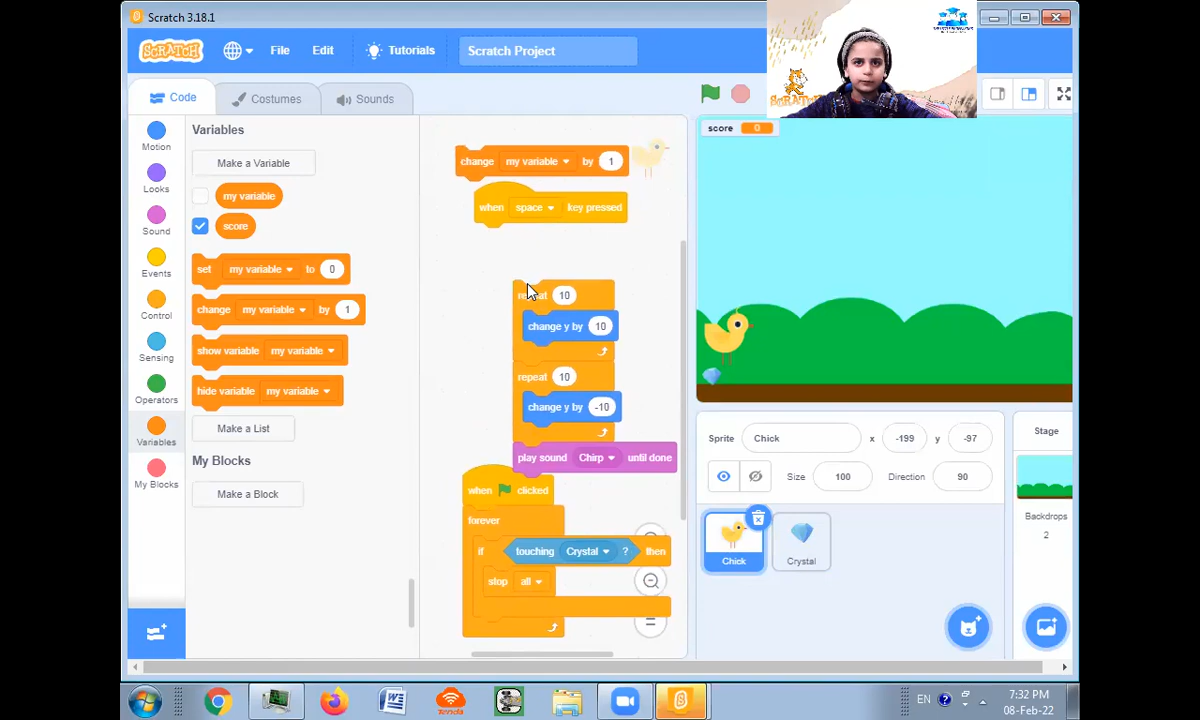 Scratch 3.18.1
SCRATCH
File
Edit
Tutorials
Scratch Project
Code
Costumes
Sounds
Motion
Looks
Sound
Events
Control
Sensing
Operators
Variables
My Blocks
Variables
Make a Variable
my variable
score
set my variable to 0
change my variable by 1
show variable my variable
hide variable my variable
Make a List
My Blocks
Make a Block
change my variable by 1
when space key pressed
repeat 10
change y by 10
repeat 10
change y by -10
play sound Chirp until done
when clicked
forever
if touching Crystal ? then
stop all
score 0
Sprite Chick x -199 y -97
Size 100 Direction 90
Chick
Crystal
Stage
Backdrops
2
EN
7:32 PM
08-Feb-22